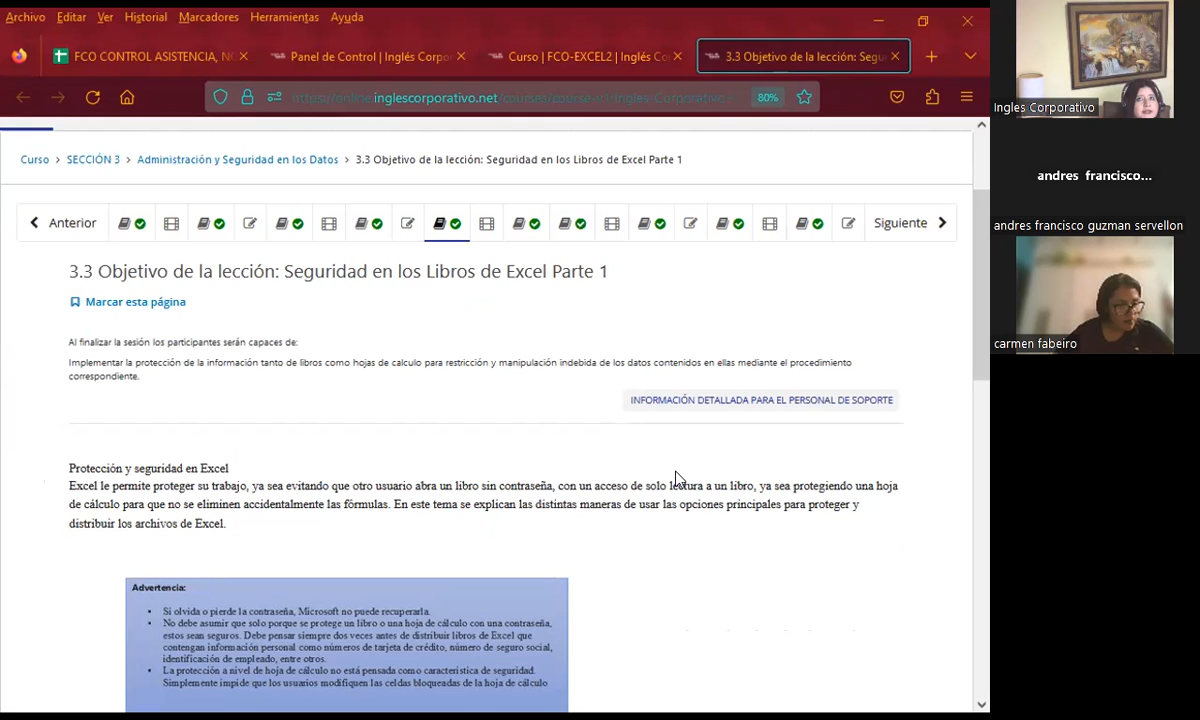 Archivo Editar Ver Historial Marcadores Herramientas Ayuda
FCO CONTROL ASISTENCIA, NO
Panel de Control | Inglés Corpo
Curso | FCO-EXCEL2 | Inglés Co
3.3 Objetivo de la lección: Segu
https://online.inglescorporativo.net/courses/course-v1:Ingles-Corporativo
80%
Curso > SECCIÓN 3 > Administración y Seguridad en los Datos > 3.3 Objetivo de la lección: Seguridad en los Libros de Excel Parte 1
Anterior
Siguiente
3.3 Objetivo de la lección: Seguridad en los Libros de Excel Parte 1
Marcar esta página
Al finalizar la sesión los participantes serán capaces de:
Implementar la protección de la información tanto de libros como hojas de calculo para restricción y manipulación indebida de los datos contenidos en ellas mediante el procedimiento
correspondiente.
INFORMACIÓN DETALLADA PARA EL PERSONAL DE SOPORTE
Protección y seguridad en Excel
Excel le permite proteger su trabajo, ya sea evitando que otro usuario abra un libro sin contraseña, con un acceso de solo lectura a un libro, ya sea protegiendo una hoja
de cálculo para que no se eliminen accidentalmente las fórmulas. En este tema se explican las distintas maneras de usar las opciones principales para proteger y
distribuir los archivos de Excel.
Advertencia:
• Si olvida o pierde la contraseña, Microsoft no puede recuperarla.
• No debe asumir que solo porque se protege un libro o una hoja de cálculo con una contraseña,
estos sean seguros. Debe pensar siempre dos veces antes de distribuir libros de Excel que
contengan información personal como números de tarjeta de crédito, número de seguro social,
identificación de empleado, entre otros.
• La protección a nivel de hoja de cálculo no está pensada como característica de seguridad.
Simplemente impide que los usuarios modifiquen las celdas bloqueadas de la hoja de cálculo
Ingles Corporativo
andres francisco...
andres francisco guzman servellon
carmen fabeiro